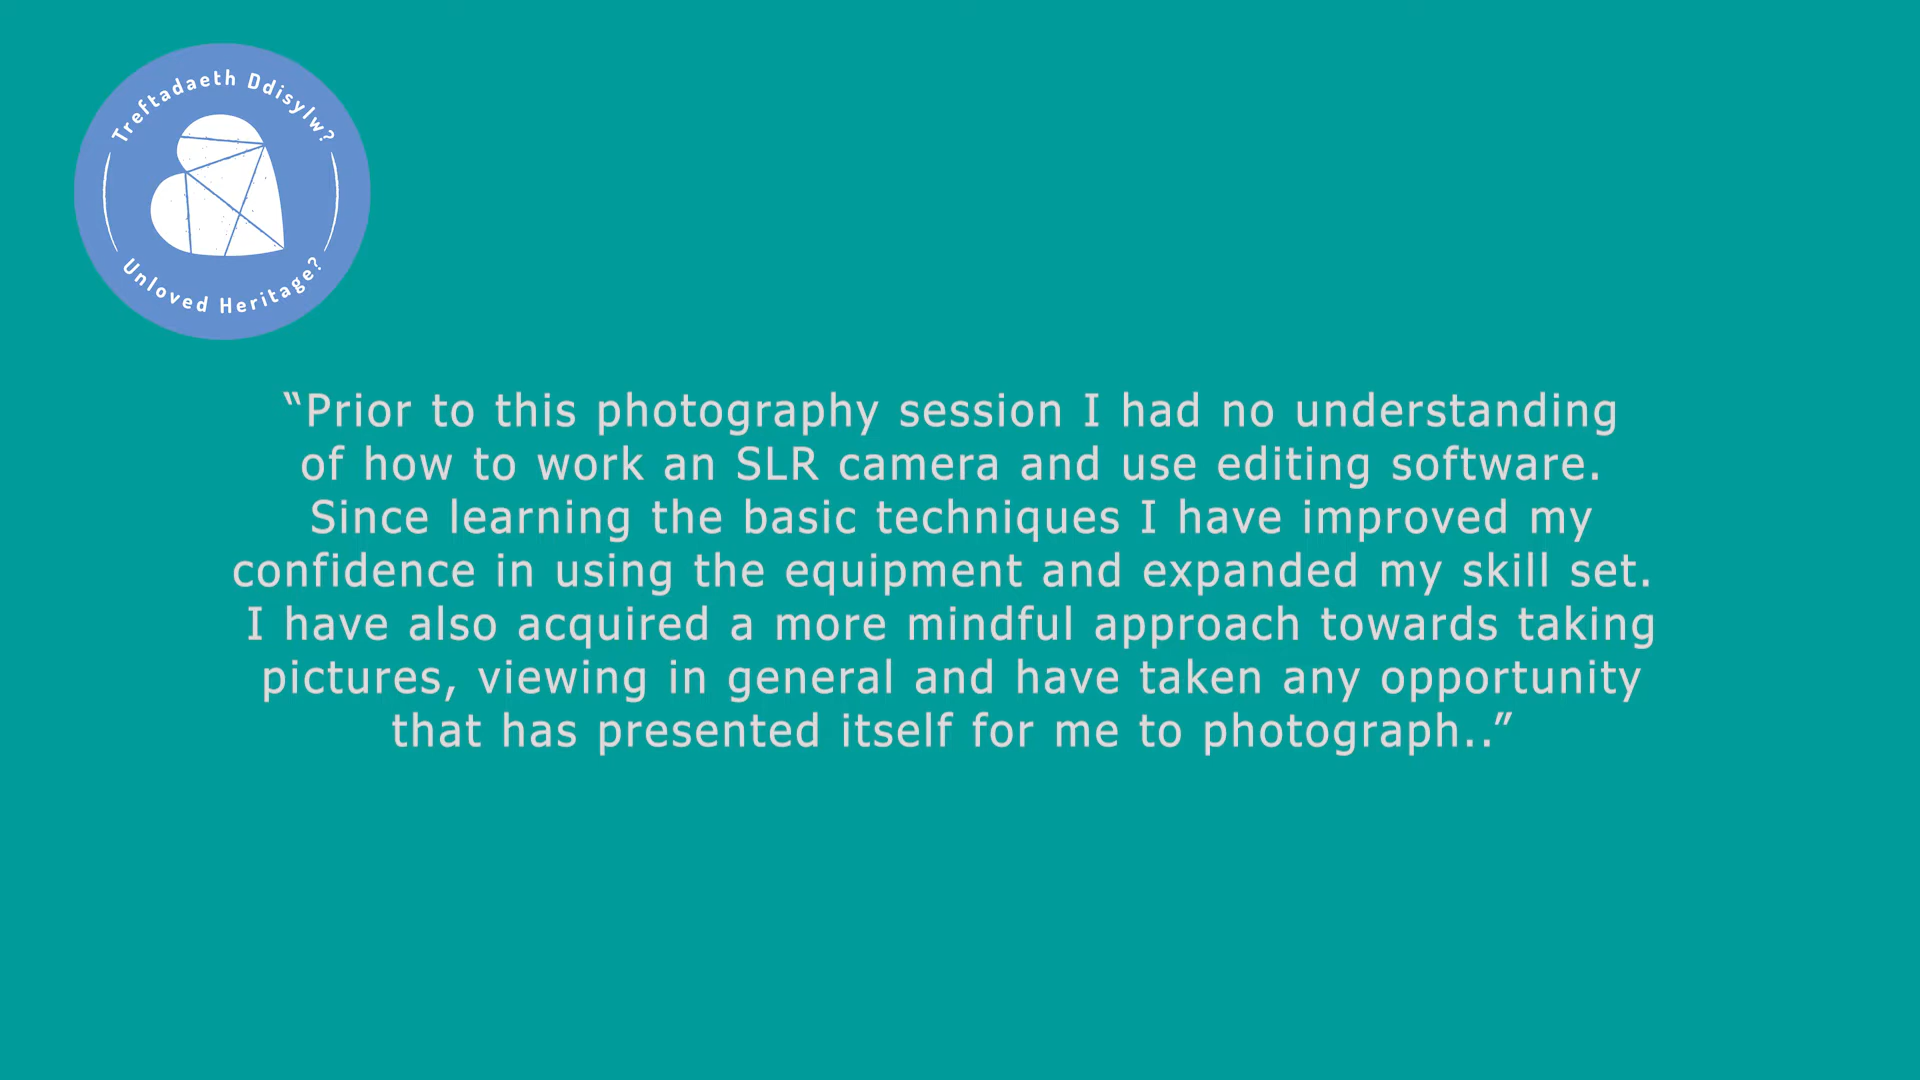 Treftadaeth Ddisylw?
Unloved Heritage?
“Prior to this photography session I had no understanding
of how to work an SLR camera and use editing software.
Since learning the basic techniques I have improved my
confidence in using the equipment and expanded my skill set.
I have also acquired a more mindful approach towards taking
pictures, viewing in general and have taken any opportunity
that has presented itself for me to photograph..”